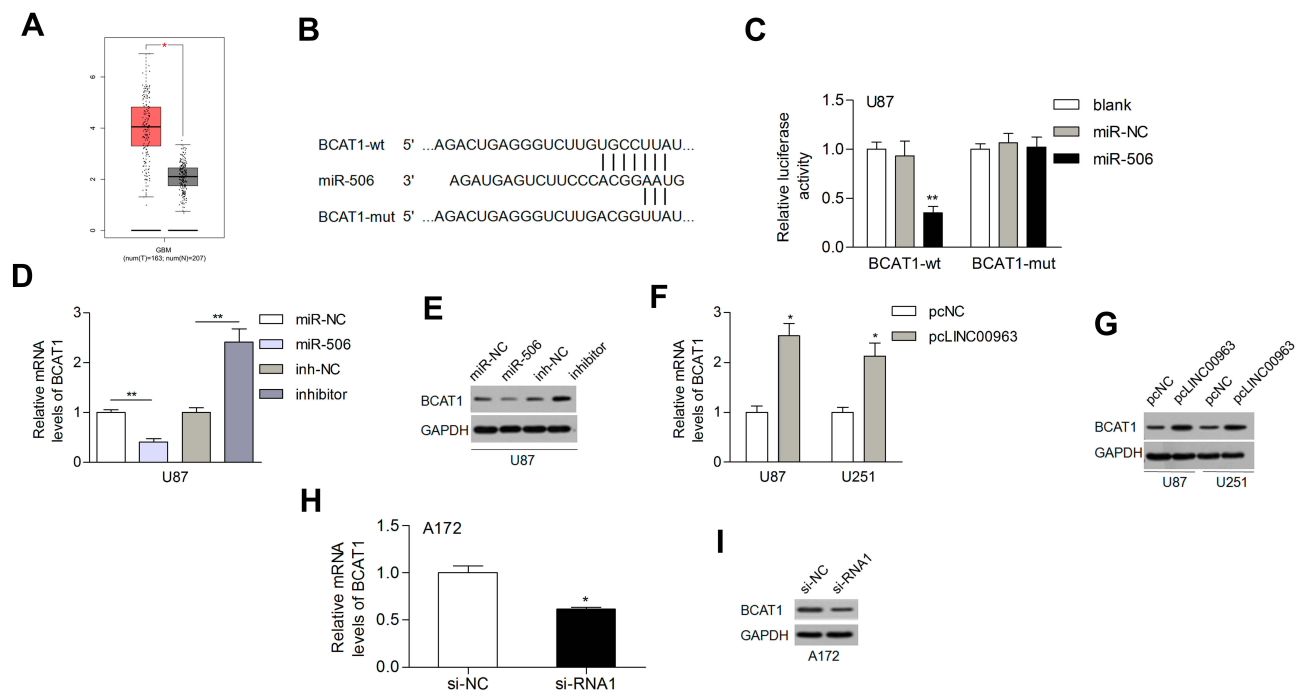 A
*
6
4
2
0
GBM
(num(T)=163; num(N)=207)
B
BCAT1-wt 5' ...AGACUGAGGGUCUUGUGCCUUAU...
miR-506 3' AGAUGAGUCUUCCCACGGAAUG
BCAT1-mut 5' ...AGACUGAGGGUCUUGACGGUUAU...
C
U87
Relative luciferase
activity
1.5
1.0
0.5
0.0
**
BCAT1-wt
BCAT1-mut
blank
miR-NC
miR-506
D
Relative mRNA
levels of BCAT1
3
2
1
0
**
**
U87
miR-NC
miR-506
inh-NC
inhibitor
E
miR-NC
miR-506
inh-NC
inhibitor
BCAT1
GAPDH
U87
F
Relative mRNA
levels of BCAT1
3
2
1
0
*
*
U87
U251
pcNC
pcLINC00963
G
pcNC
pcLINC00963
pcNC
pcLINC00963
BCAT1
GAPDH
U87
U251
H
Relative mRNA
levels of BCAT1
A172
1.5
1.0
0.5
0.0
*
si-NC
si-RNA1
I
si-NC
si-RNA1
BCAT1
GAPDH
A172